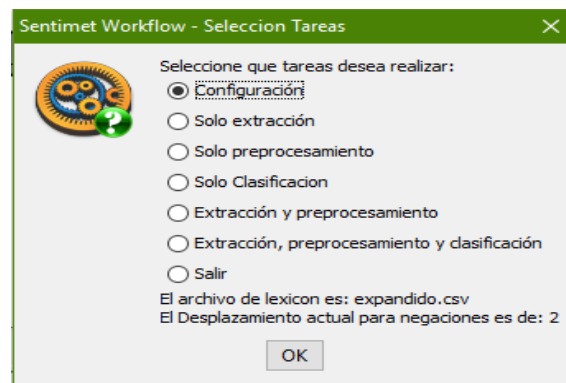 Sentimet Workflow - Seleccion Tareas
Seleccione que tareas desea realizar:
Configuración
Solo extracción
Solo preprocesamiento
Solo Clasificacion
Extracción y preprocesamiento
Extracción, preprocesamiento y clasificación
Salir
El archivo de lexicon es: expandido.csv
El Desplazamiento actual para negaciones es de: 2
OK